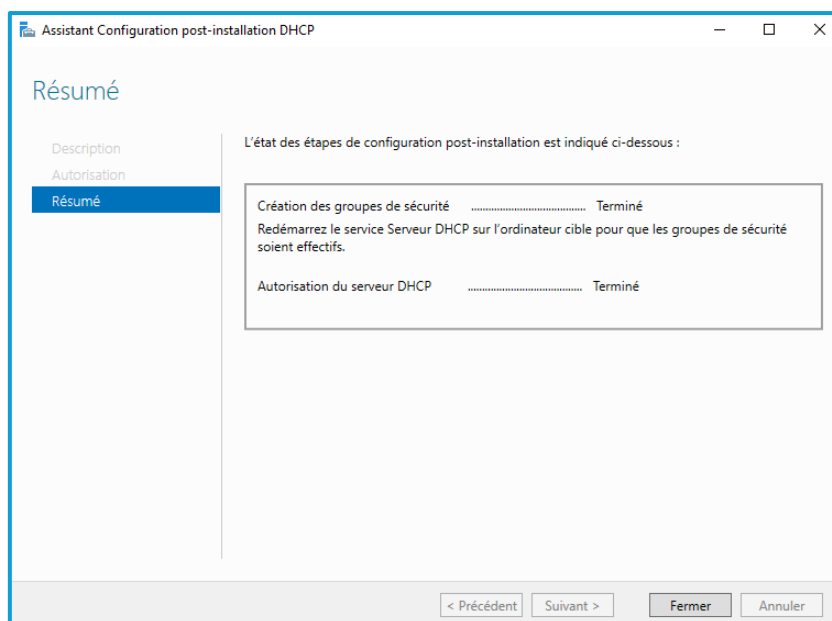 Assistant Configuration post-installation DHCP
Résumé
Description
Autorisation
Résumé
L'état des étapes de configuration post-installation est indiqué ci-dessous :
Création des groupes de sécurité ........................................ Terminé
Redémarrez le service Serveur DHCP sur l'ordinateur cible pour que les groupes de sécurité
soient effectifs.
Autorisation du serveur DHCP ........................................ Terminé
< Précédent Suivant > Fermer Annuler